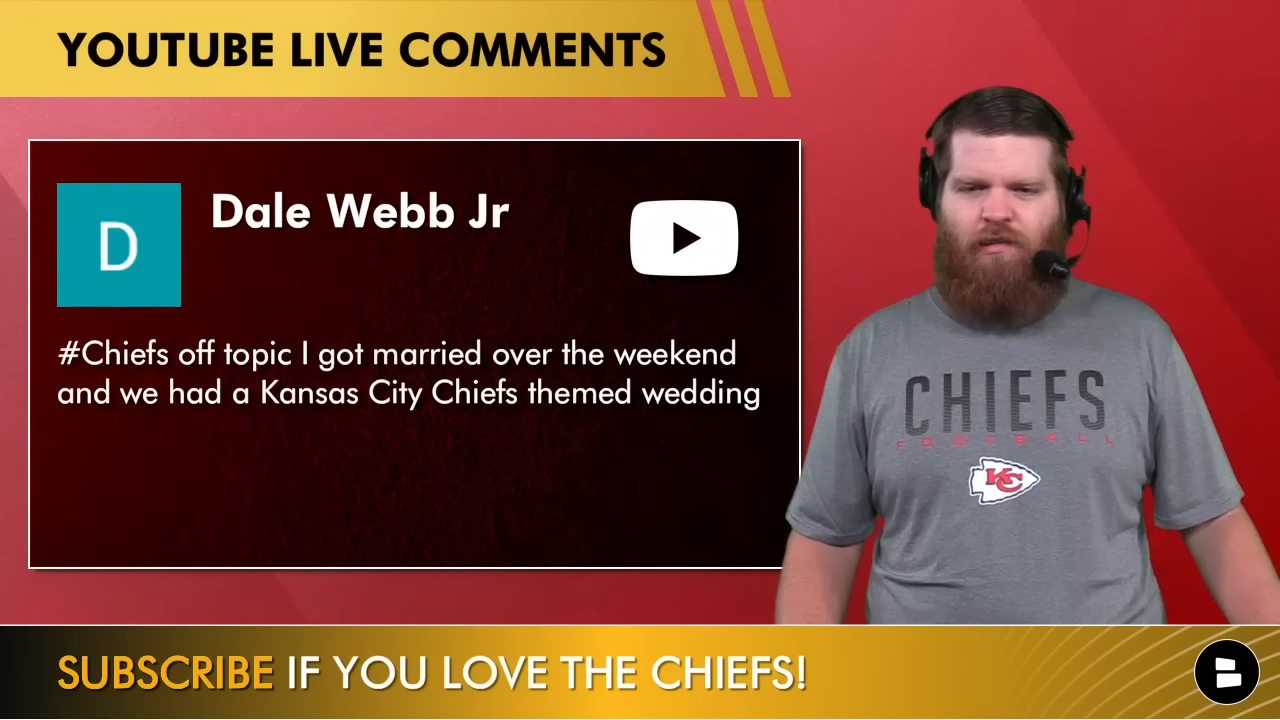 YOUTUBE LIVE COMMENTS
D
Dale Webb Jr
#Chiefs off topic I got married over the weekend
and we had a Kansas City Chiefs themed wedding
CHIEFS
FOOTBALL
KC
SUBSCRIBE IF YOU LOVE THE CHIEFS!